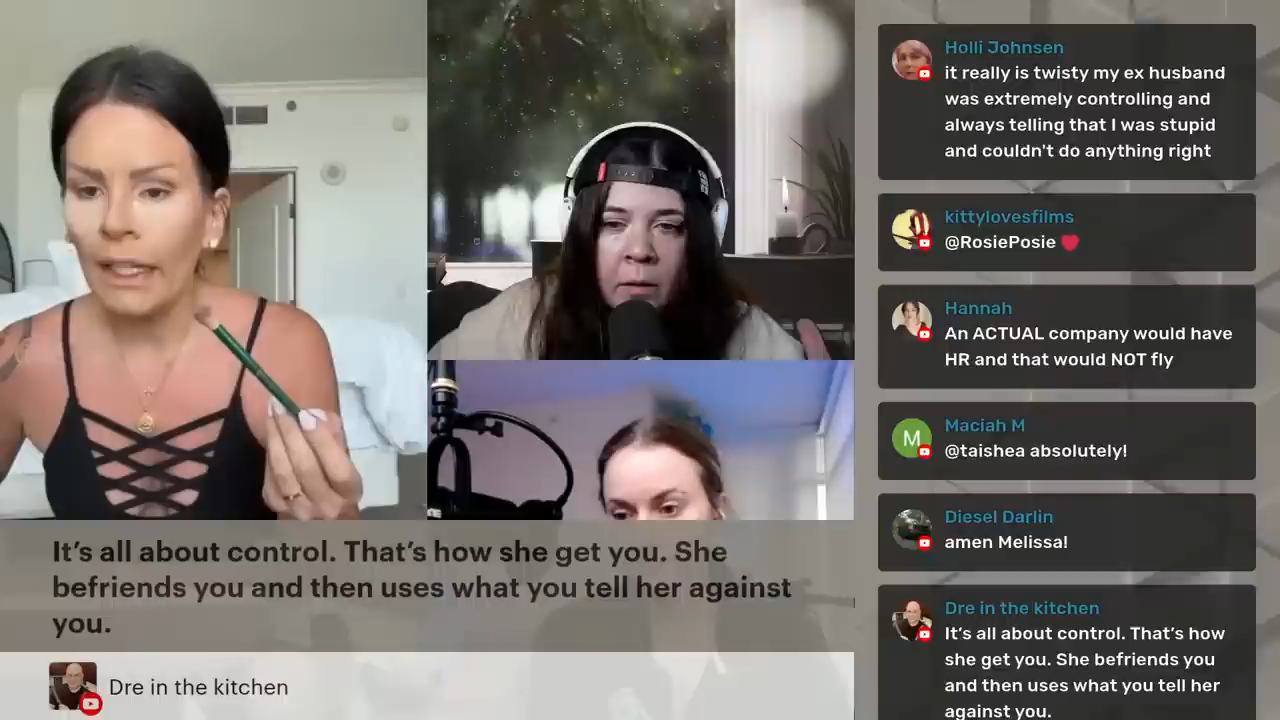 It’s all about control. That’s how she get you. She
befriends you and then uses what you tell her against
you.
Dre in the kitchen
Holli Johnsen
it really is twisty my ex husband
was extremely controlling and
always telling that I was stupid
and couldn't do anything right
kittylovesfilms
@RosiePosie
Hannah
An ACTUAL company would have
HR and that would NOT fly
M
Maciah M
@taishea absolutely!
Diesel Darlin
amen Melissa!
Dre in the kitchen
It’s all about control. That’s how
she get you. She befriends you
and then uses what you tell her
against you.